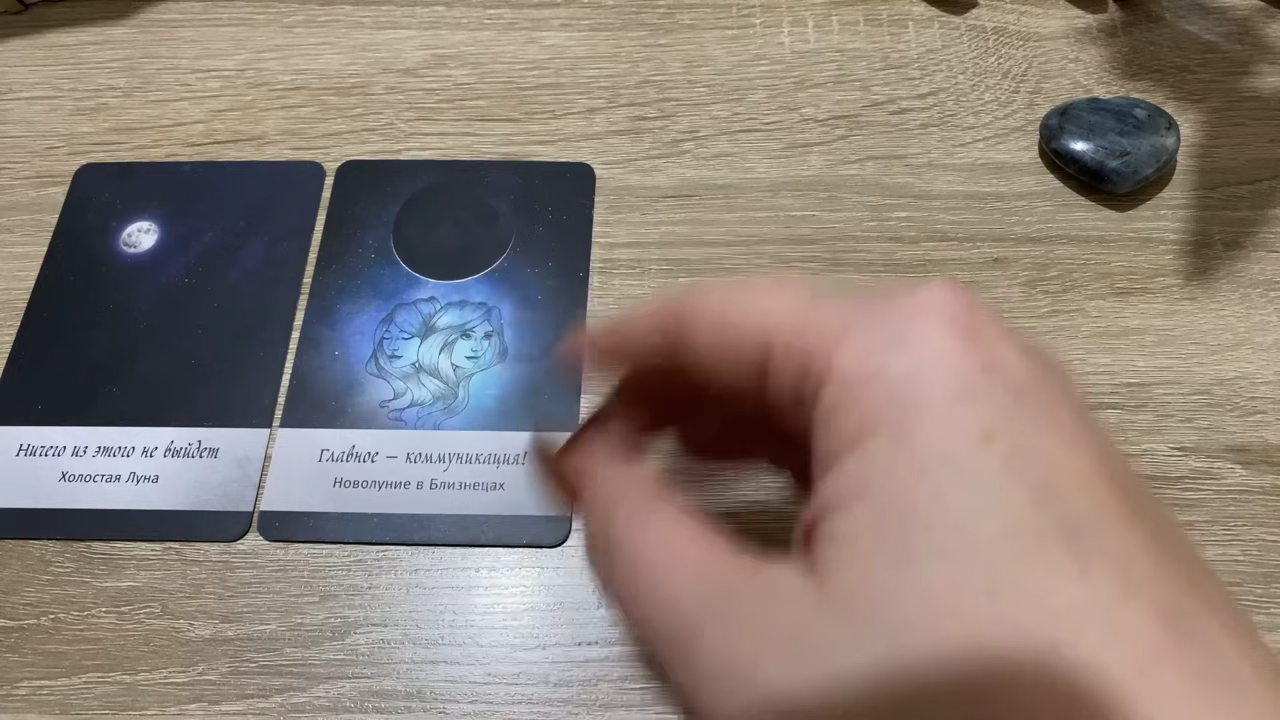 Ничего из этого не выйдет
Холостая Луна
Главное — коммуникация!
Новолуние в Близнецах